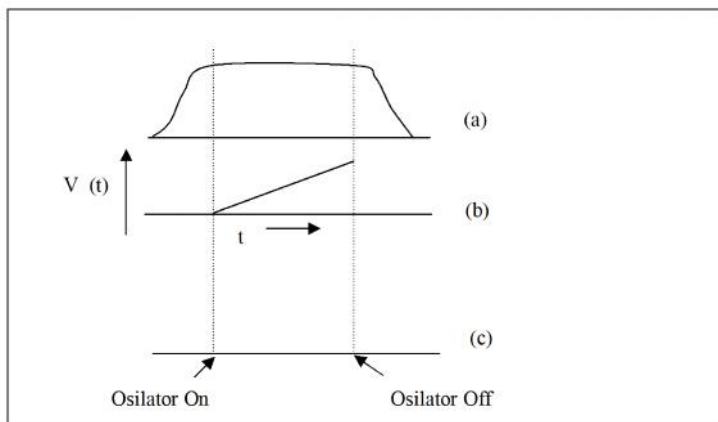 (a)
V (t)
(b)
t
(c)
Osilator On
Osilator Off